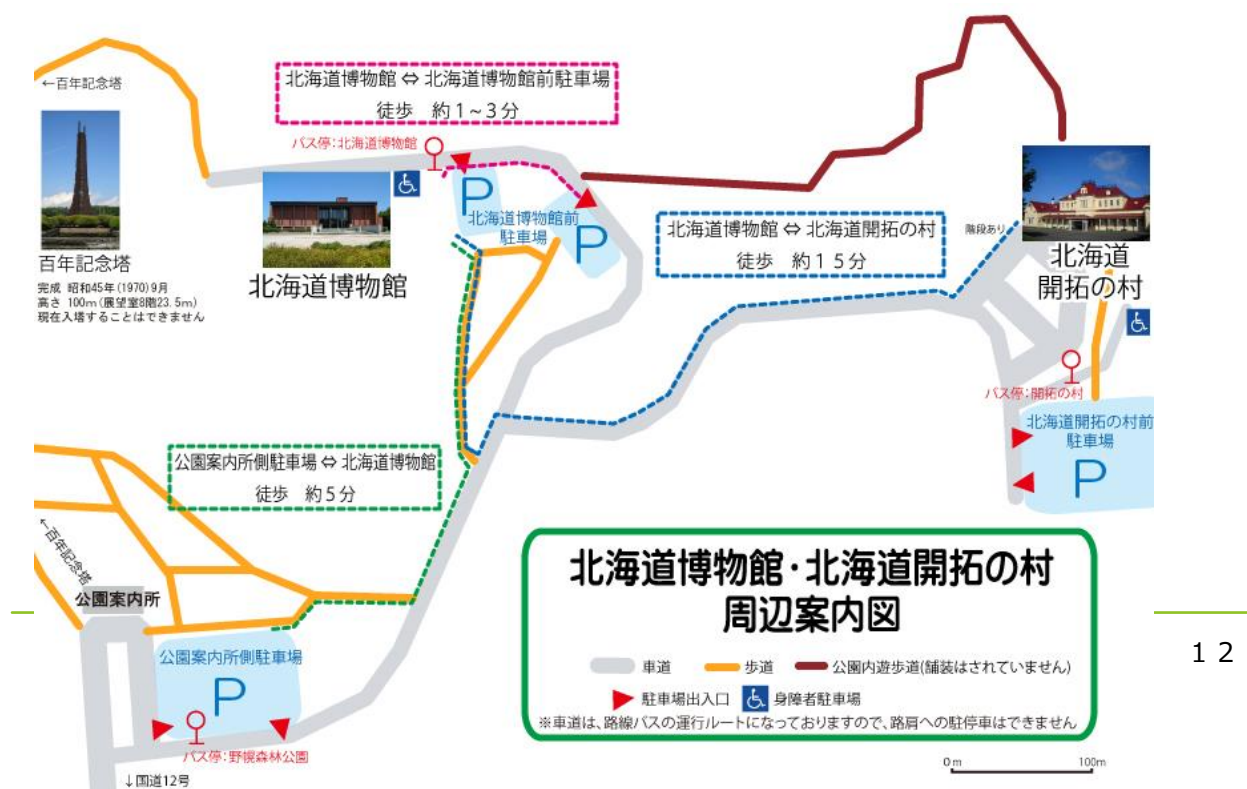 ←百年記念塔
北海道博物館 ⇔ 北海道博物館前駐車場
徒歩 約1~3分
バス停:北海道博物館
P
北海道博物館前
駐車場
P
北海道博物館
百年記念塔
完成 昭和45年(1970)9月
高さ 100m(展望室8階23.5m)
現在入塔することはできません
北海道博物館 ⇔ 北海道開拓の村
徒歩 約15分
階段あり
北海道
開拓の村
バス停:開拓の村
北海道開拓の村前
駐車場
P
公園案内所側駐車場 ⇔ 北海道博物館
徒歩 約5分
←百年記念塔
公園案内所
公園案内所側駐車場
P
バス停:野幌森林公園
↓国道12号
北海道博物館・北海道開拓の村
周辺案内図
車道 歩道 公園内遊歩道(舗装はされていません)
駐車場出入口 身障者駐車場
※車道は、路線バスの運行ルートになっておりますので、路肩への駐停車はできません
0m 100m
12